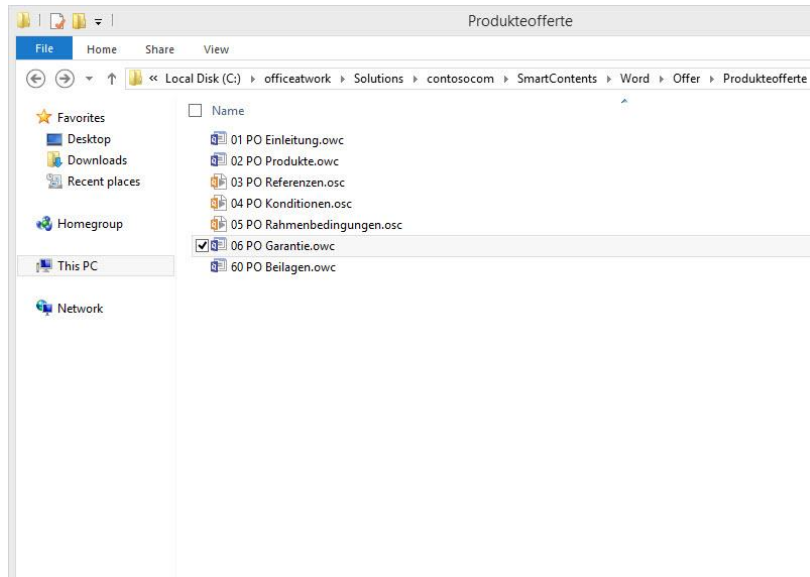 Produkteofferte
File Home Share View
« Local Disk (C:) officeatwork Solutions contosocom SmartContents Word Offer Produkteofferte
Favorites
Desktop
Downloads
Recent places
Homegroup
This PC
Network
Name
01 PO Einleitung.owc
02 PO Produkte.owc
03 PO Referenzen.osc
04 PO Konditionen.osc
05 PO Rahmenbedingungen.osc
06 PO Garantie.owc
60 PO Beilagen.owc